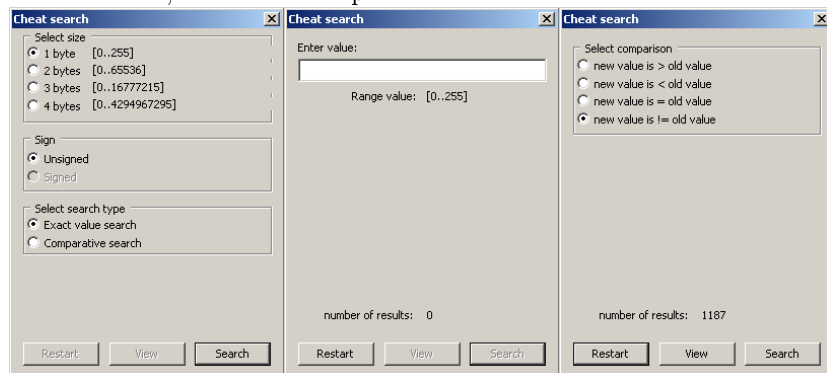 Cheat search
Select size
1 byte [0..255]
2 bytes [0..65536]
3 bytes [0..16777215]
4 bytes [0..4294967295]
Sign
Unsigned
Signed
Select search type
Exact value search
Comparative search
Restart View Search
Cheat search
Enter value:
Range value: [0..255]
number of results: 0
Restart View Search
Cheat search
Select comparison
new value is > old value
new value is < old value
new value is = old value
new value is != old value
number of results: 1187
Restart View Search